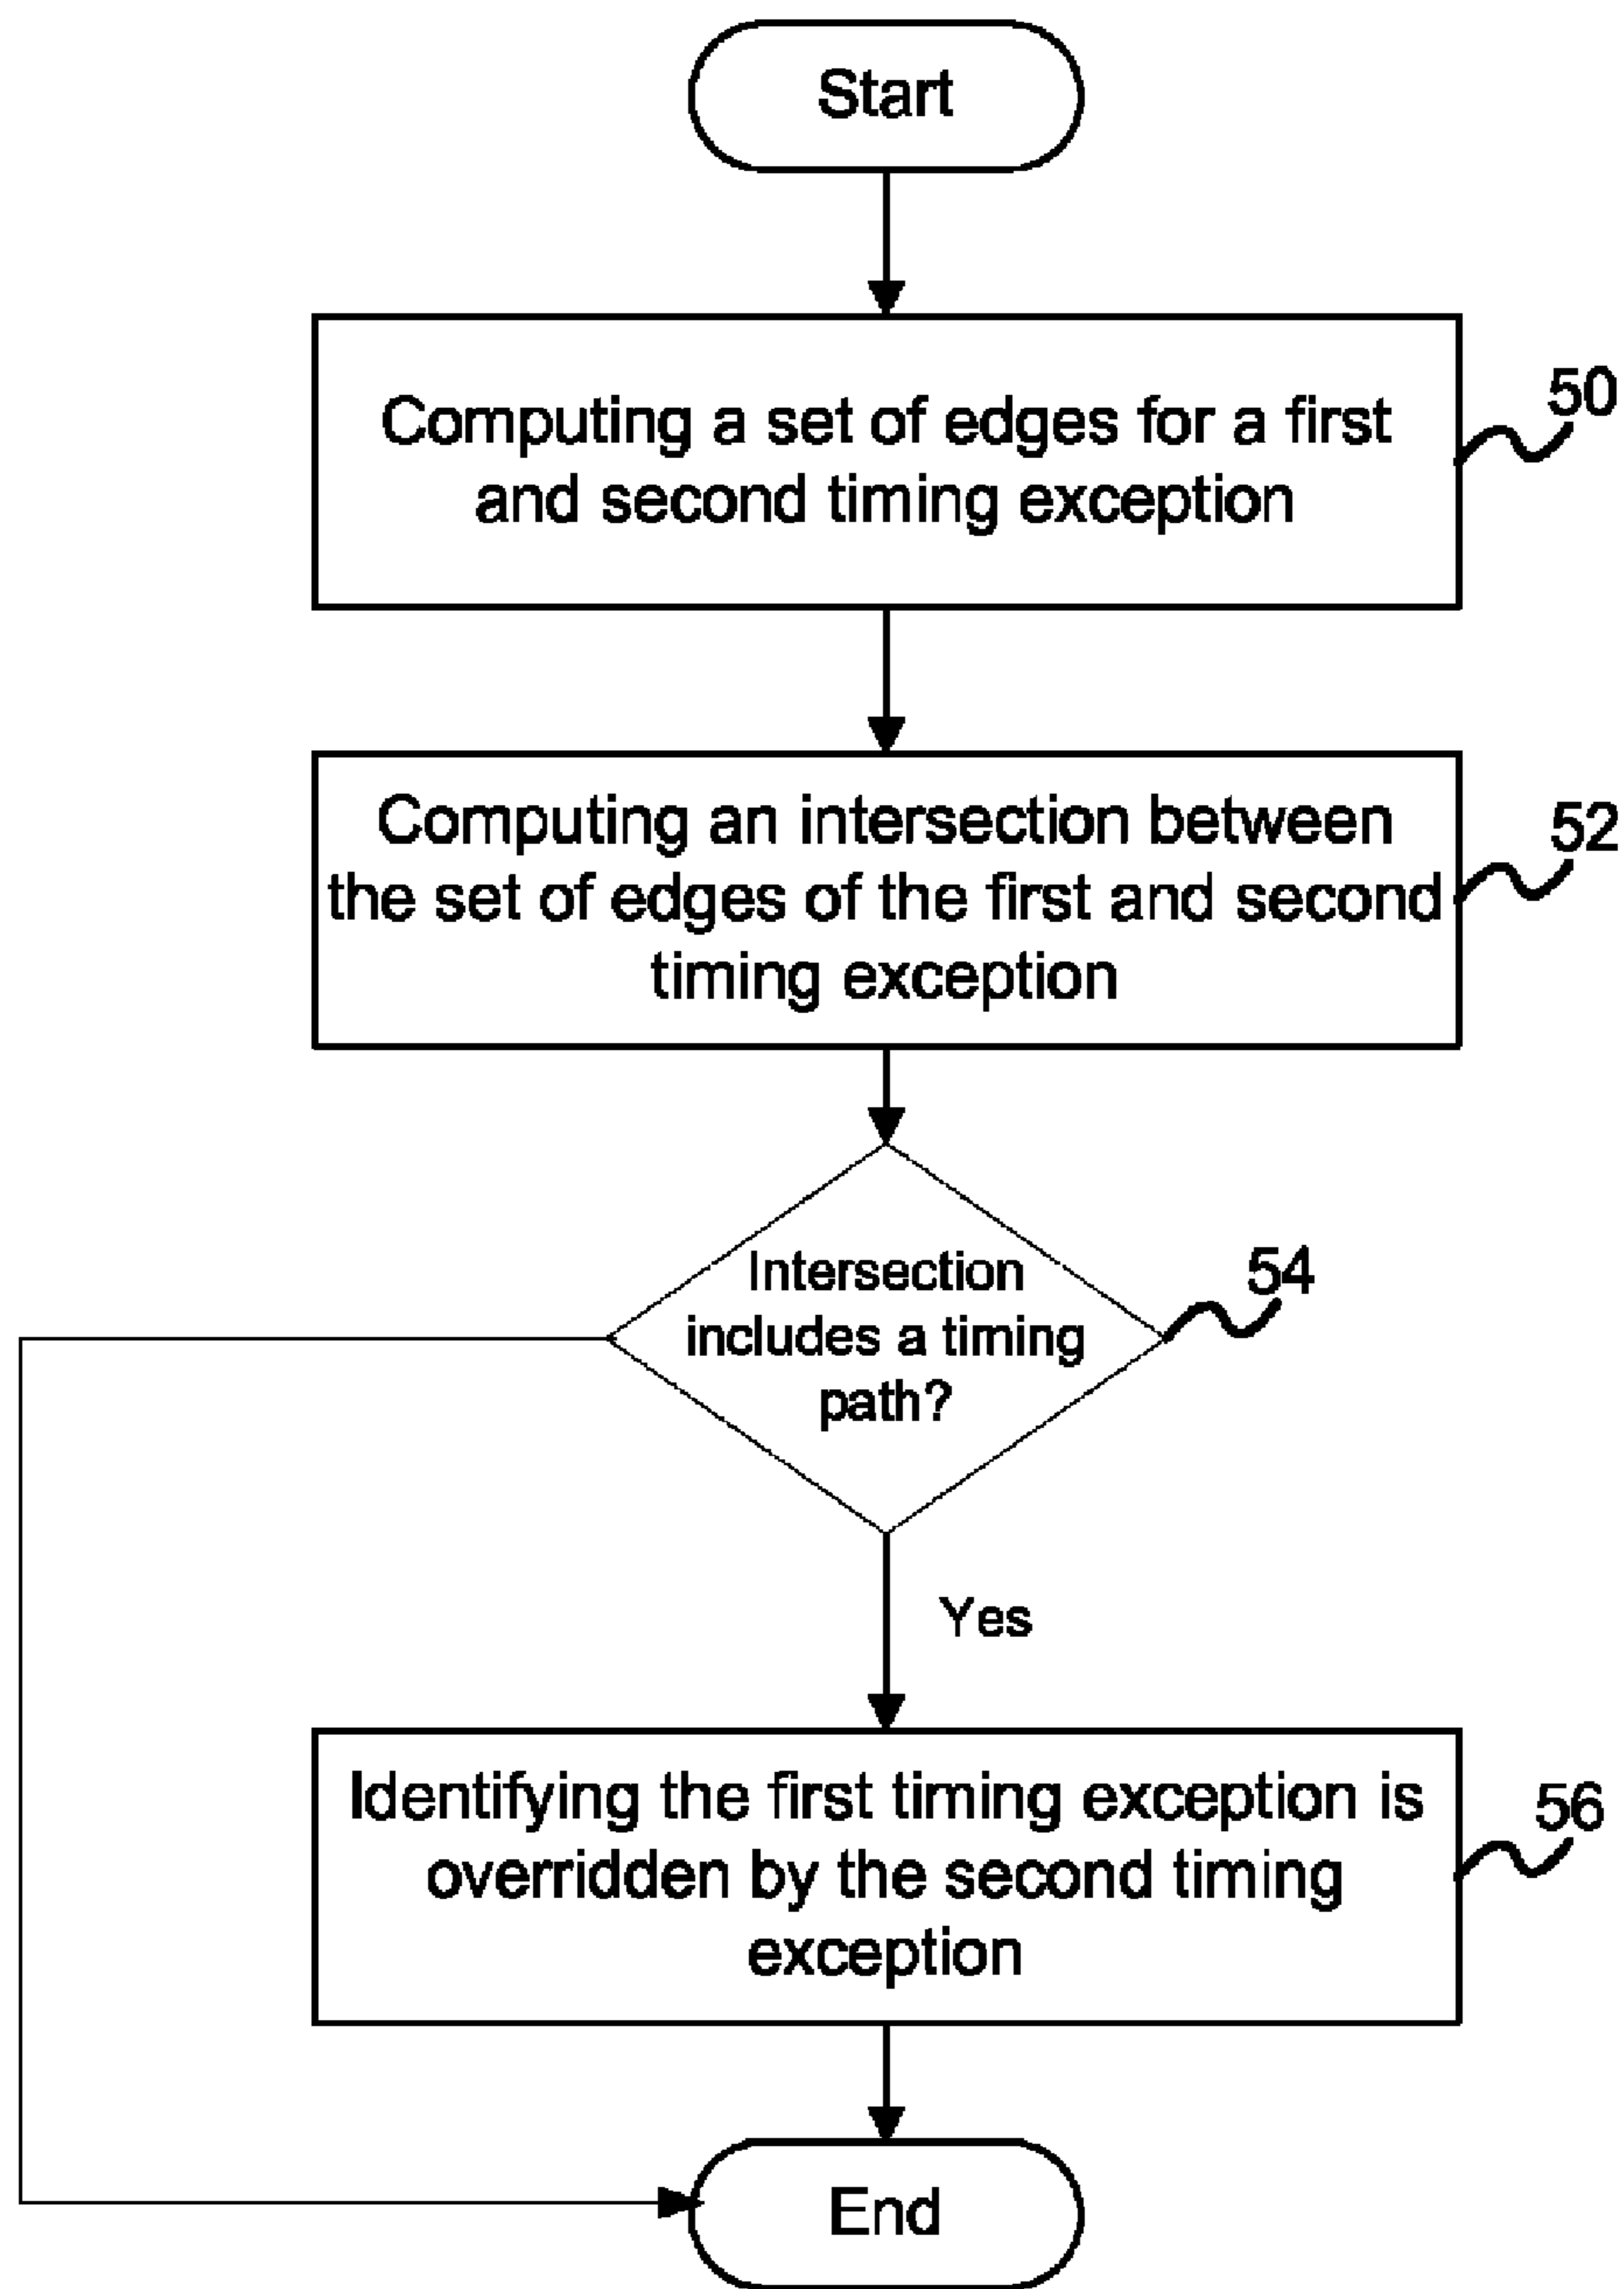 Start
Computing a set of edges for a first
and second timing exception
50
Computing an intersection between
the set of edges of the first and second
timing exception
52
Intersection
includes a timing
path?
54
Yes
Identifying the first timing exception is
overridden by the second timing
exception
56
End